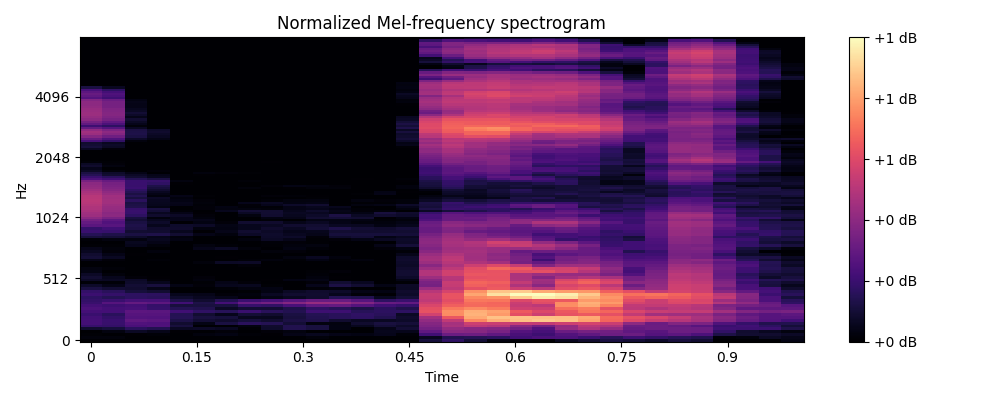 Normalized Mel-frequency spectrogram
Hz
4096
2048
1024
512
0
0 0.15 0.3 0.45 0.6 0.75 0.9
Time
+1 dB
+1 dB
+1 dB
+0 dB
+0 dB
+0 dB